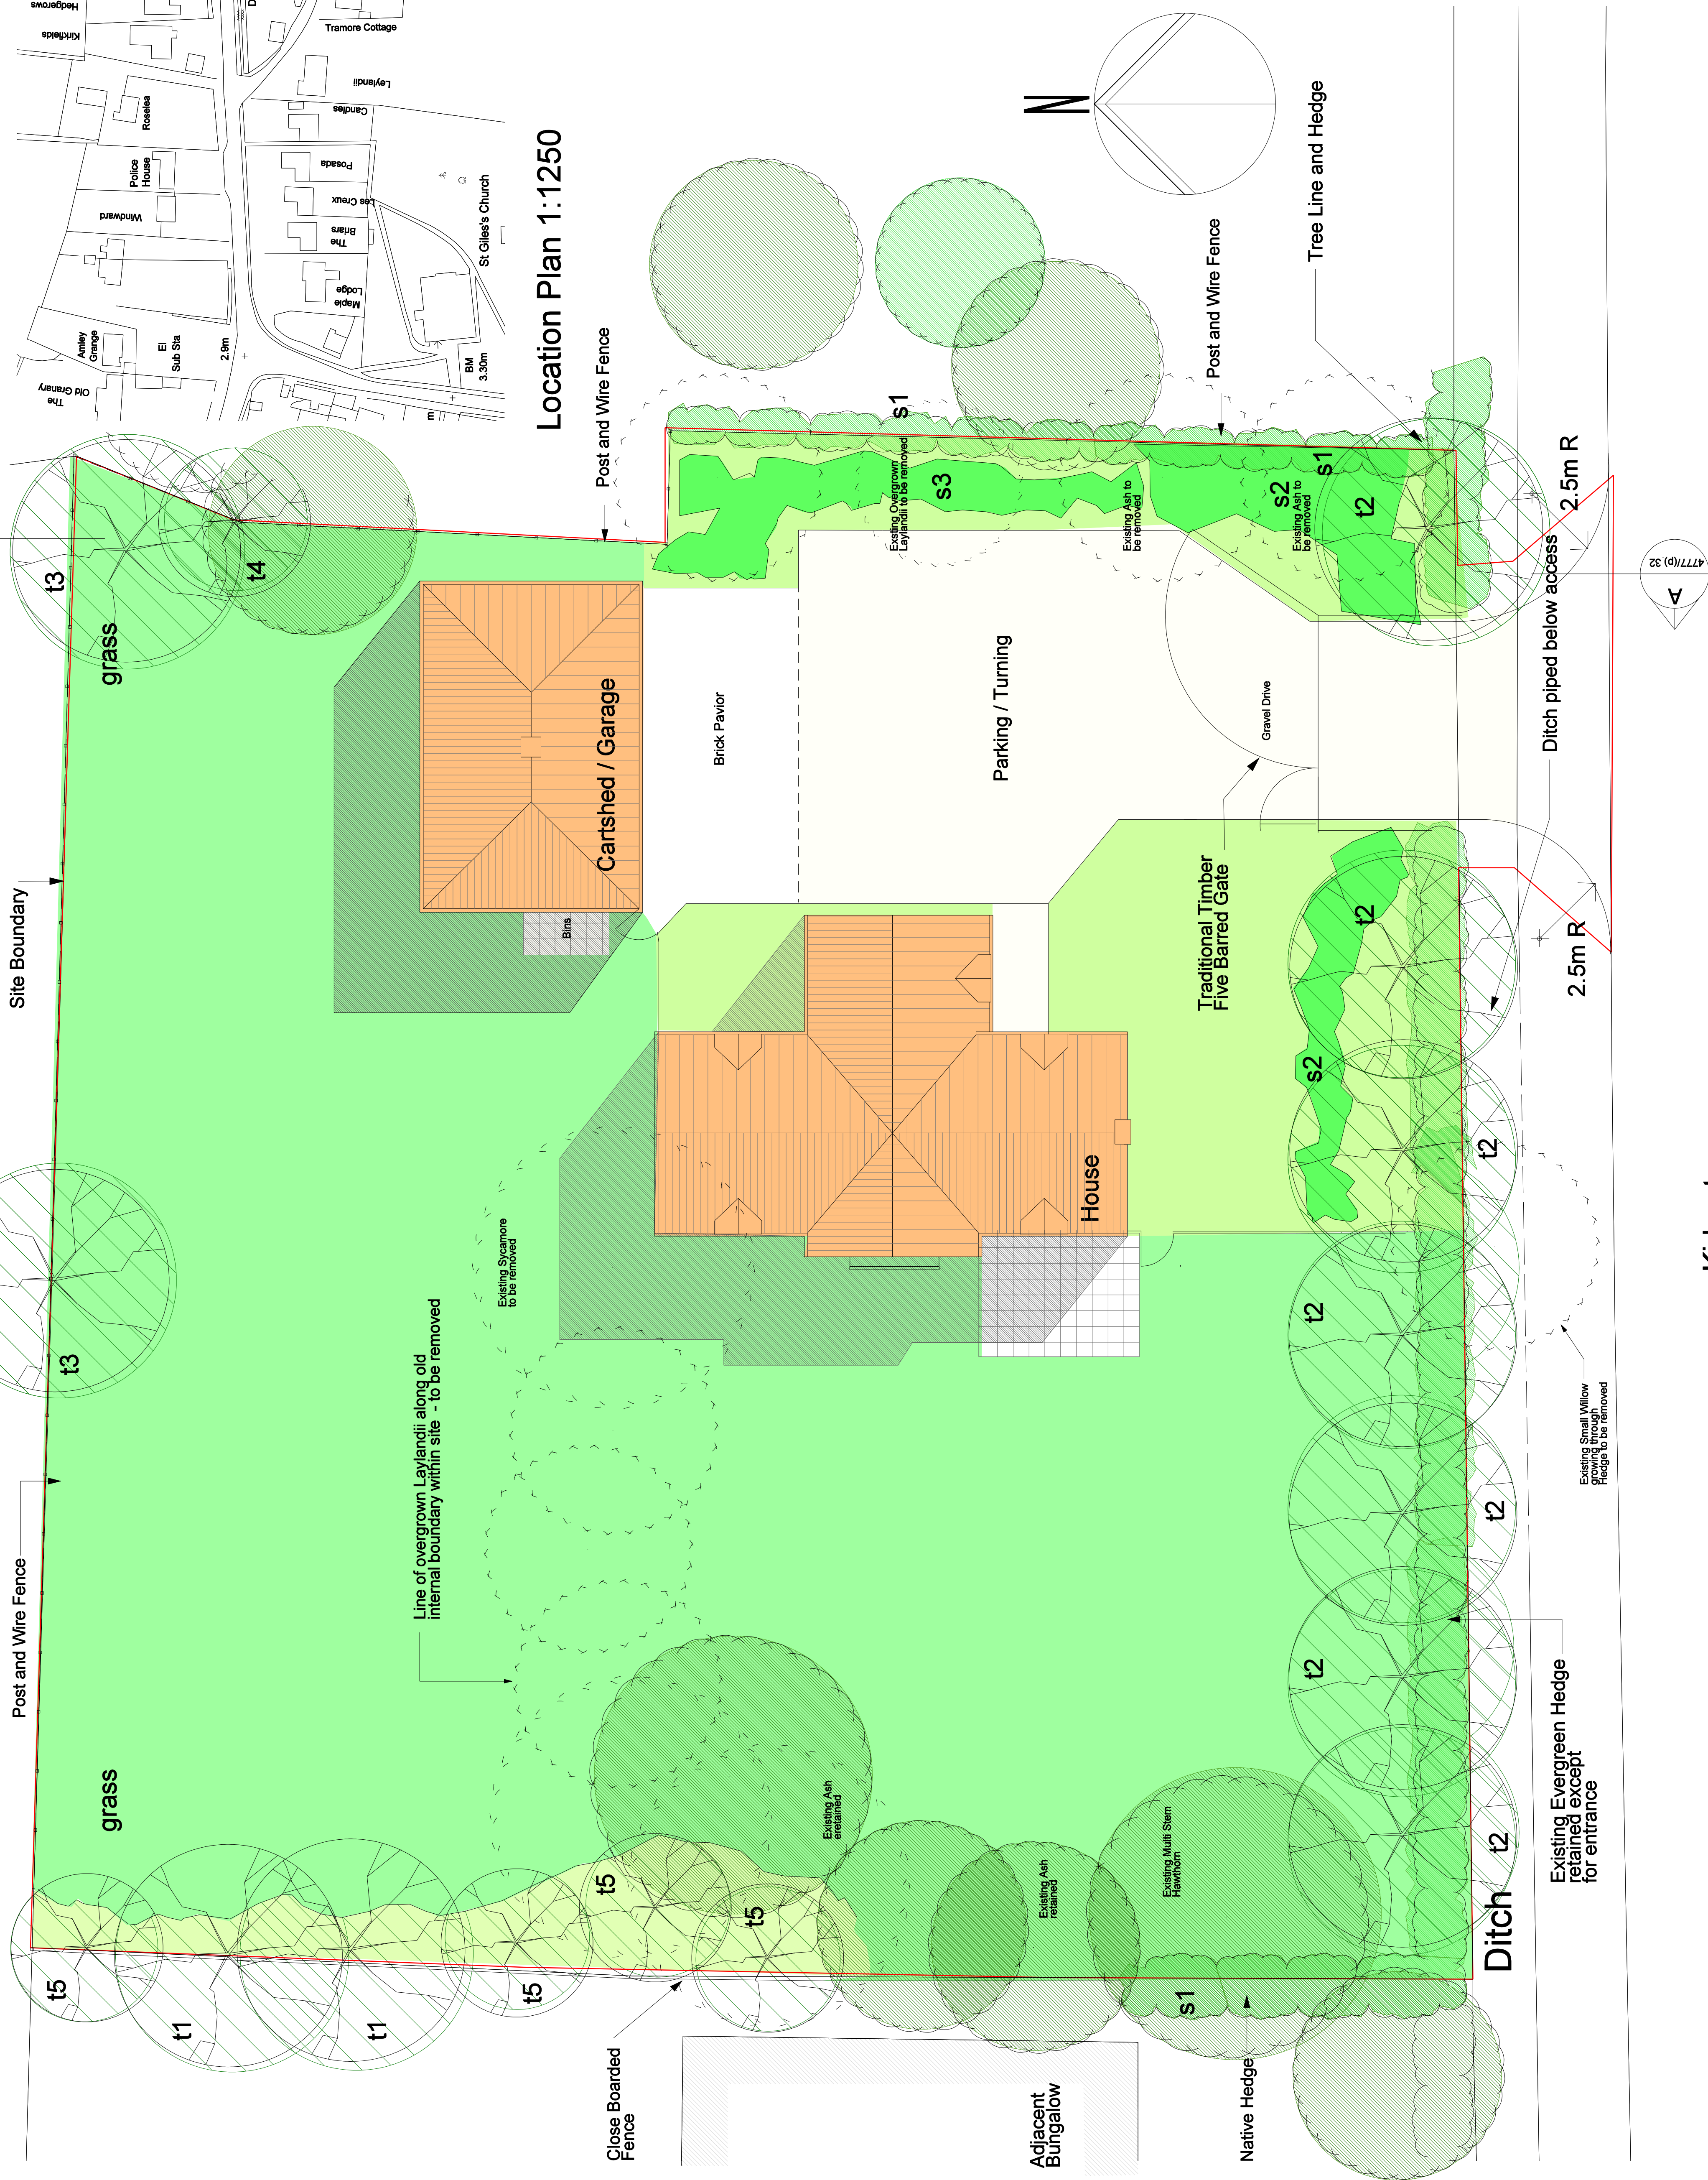 Hedgerows
Kirkfields
Tramore Cottage
Roselea
Leylandii
Candles
Police
House
Posada
Windward
Les Creux
The
Briars
Maple
Lodge
St Giles's Church
Amley
Grange
El
Sub Sta
2.9m
BM
3.30m
The
Old Granary
m
Location Plan 1:1250
N
Post and Wire Fence
Post and Wire Fence
Tree Line and Hedge
t3
t4
grass
s1
s3
Existing Overgrown
Laylandii to be removed
Existing Ash to
be removed
s2
Existing Ash to
be removed
s1
t2
2.5m R
Ditch piped below access
4777/(p) 32
A
Site Boundary
Cartshed / Garage
Bins
Brick Pavior
Parking / Turning
Gravel Drive
Traditional Timber
Five Barred Gate
t2
s2
2.5m R
t2
House
Existing Sycamore
to be removed
t3
Line of overgrown Laylandii along old
internal boundary within site - to be removed
t2
t2
t2
t2
Existing Small Willow
growing through
Hedge to be removed
Post and Wire Fence
grass
Existing Ash
eretained
Existing Ash
retained
Existing Multi Stem
Hawthorn
Existing Evergreen Hedge
retained except
for entrance
Ditch
t5
t1
t1
t5
t5
t5
s1
Close Boarded
Fence
Adjacent
Bungalow
Native Hedge